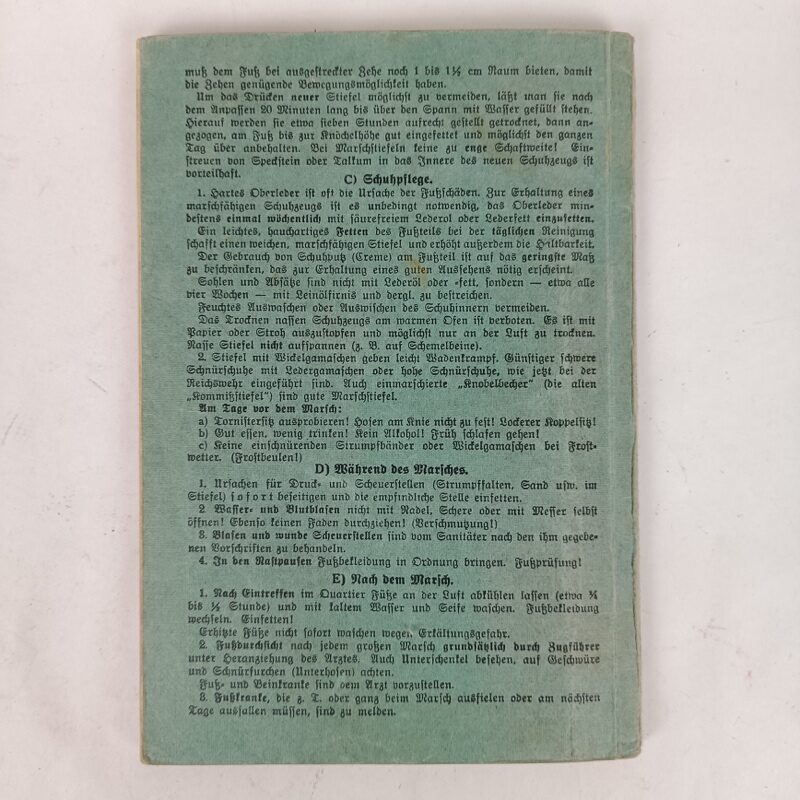 muß dem Fuß bei ausgestreckter Zehe noch 1 bis 1½ cm Raum bieten, damit
die Zehen genügende Bewegungsmöglichkeit haben.
Um das Drücken neuer Stiefel möglichst zu vermeiden, läßt man sie nach
dem Anpassen 20 Minuten lang bis über den Spann mit Wasser gefüllt stehen.
Hierauf werden sie etwa sieben Stunden aufrecht gestellt getrocknet, dann an-
gezogen, am Fuß bis zur Knöchelhöhe gut eingefettet und möglichst den ganzen
Tag über anbehalten. Bei Marschstiefeln keine zu enge Schaftweite! Ein-
streuen von Speckstein oder Talkum in das Innere des neuen Schuhzeugs ist
vorteilhaft.
C) Schuhpflege.
1. Hartes Oberleder ist oft die Ursache der Fußschäden. Zur Erhaltung eines
marschfähigen Schuhzeugs ist es unbedingt notwendig, das Oberleder min-
destens einmal wöchentlich mit säurefreiem Lederöl oder Lederfett einzufetten.
Ein leichtes, hauchartiges Fetten des Fußteils bei der täglichen Reinigung
schafft einen weichen, marschfähigen Stiefel und erhöht außerdem die Haltbarkeit.
Der Gebrauch von Schuhputz (Creme) am Fußteil ist auf das geringste Maß
zu beschränken, das zur Erhaltung eines guten Aussehens nötig erscheint.
Sohlen und Absätze sind nicht mit Lederöl oder -fett, sondern — etwa alle
vier Wochen — mit Leinölfirnis und dergl. zu bestreichen.
Feuchtes Auswaschen oder Auswischen des Schuhinnern vermeiden.
Das Trocknen nassen Schuhzeugs am warmen Ofen ist verboten. Es ist mit
Papier oder Stroh auszustopfen und möglichst nur an der Luft zu trocknen.
Nasse Stiefel nicht aufspannen (z. B. auf Schemelbeine).
2. Stiefel mit Wickelgamaschen geben leicht Wadenkrampf. Günstiger schwere
Schnürschuhe mit Ledergamaschen oder hohe Schnürschuhe, wie jetzt bei der
Reichswehr eingeführt sind. Auch einmarschierte „Knobelbecher“ (die alten
„Kommißstiefel“) sind gute Marschstiefel.
Am Tage vor dem Marsch:
a) Tornistersitz ausprobieren! Hosen am Knie nicht zu fest! Lockerer Koppelsitz!
b) Gut essen, wenig trinken! Kein Alkohol! Früh schlafen gehen!
c) Keine einschnürenden Strumpfbänder oder Wickelgamaschen bei Frost-
wetter. (Frostbeulen!)
D) Während des Marsches.
1. Ursachen für Druck- und Scheuerstellen (Strumpffalten, Sand usw. im
Stiefel) sofort beseitigen und die empfindliche Stelle einfetten.
2 Wasser- und Blutblasen nicht mit Nadel, Schere oder mit Messer selbst
öffnen! Ebenso keinen Faden durchziehen! (Verschmutzung!)
3. Blasen und wunde Scheuerstellen sind vom Sanitäter nach den ihm gegebe-
nen Vorschriften zu behandeln.
4. In den Rastpausen Fußbekleidung in Ordnung bringen. Fußprüfung!
E) Nach dem Marsch.
1. Nach Eintreffen im Quartier Füße an der Luft abkühlen lassen (etwa ¼
bis ½ Stunde) und mit kaltem Wasser und Seife waschen. Fußbekleidung
wechseln. Einfetten!
Erhitzte Füße nicht sofort waschen wegen Erkältungsgefahr.
2. Fußdurchsicht nach jedem großen Marsch grundsätzlich durch Zugführer
unter Heranziehung des Arztes. Auch Unterschenkel besehen, auf Geschwüre
und Schnürfurchen (Unterhosen) achten.
Fuß- und Beinkranke sind dem Arzt vorzustellen.
3. Fußkranke, die z. T. oder ganz beim Marsch ausfielen oder am nächsten
Tage ausfallen müssen, sind zu melden.